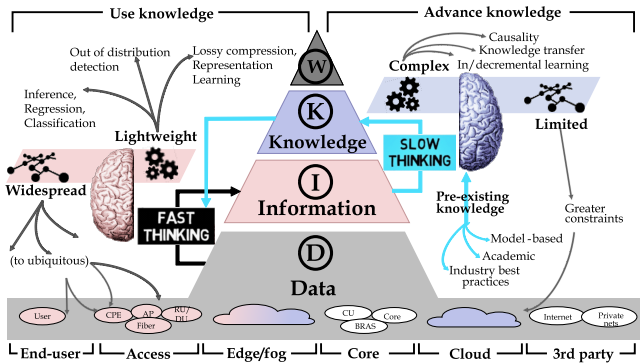 Use knowledge
Advance knowledge
Out of distribution
detection
Lossy compression,
Representation
Learning
Inference,
Regression,
Classification
Lightweight
Widespread
W
K
Knowledge
I
Information
D
Data
FAST
THINKING
SLOW
THINKING
Causality
Knowledge transfer
In/decremental learning
Complex
Limited
Pre-existing
knowledge
Model-based
Academic
Industry best
practices
Greater
constraints
(to ubiquitous)
User
CPE
AP
RU/
DU
Fiber
CU
Core
BRAS
Internet
Private
nets
End-user
Access
Edge/fog
Core
Cloud
3rd party